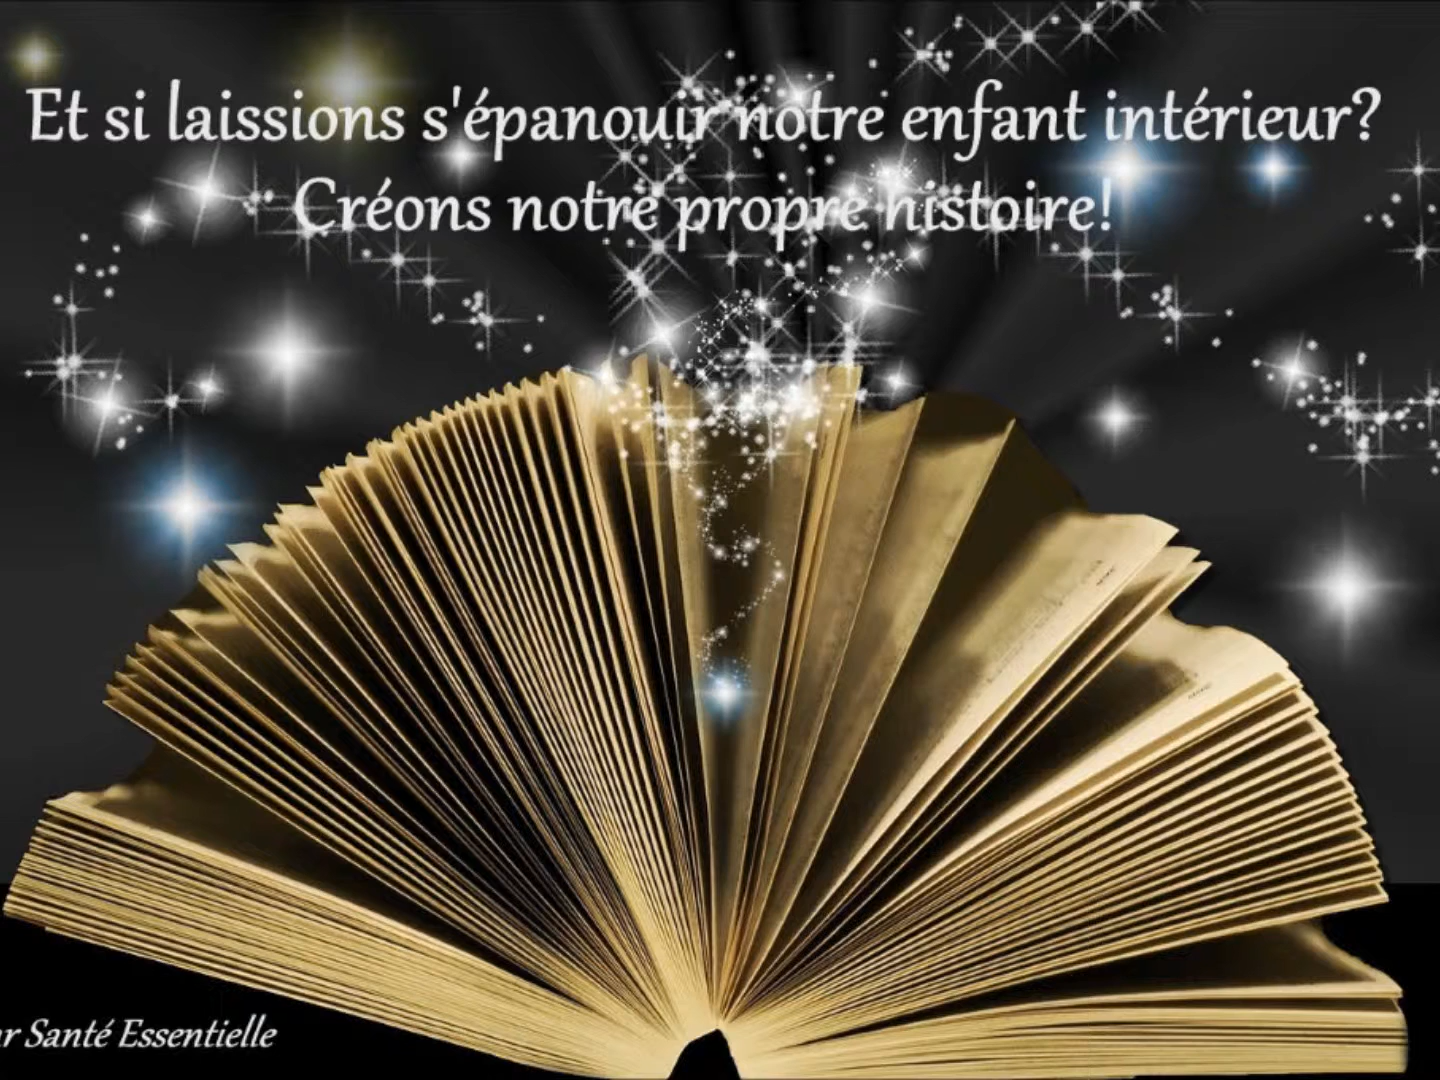 Et si laissions s'épanouir notre enfant intérieur?
Créons notre propre histoire!
Santé Essentielle